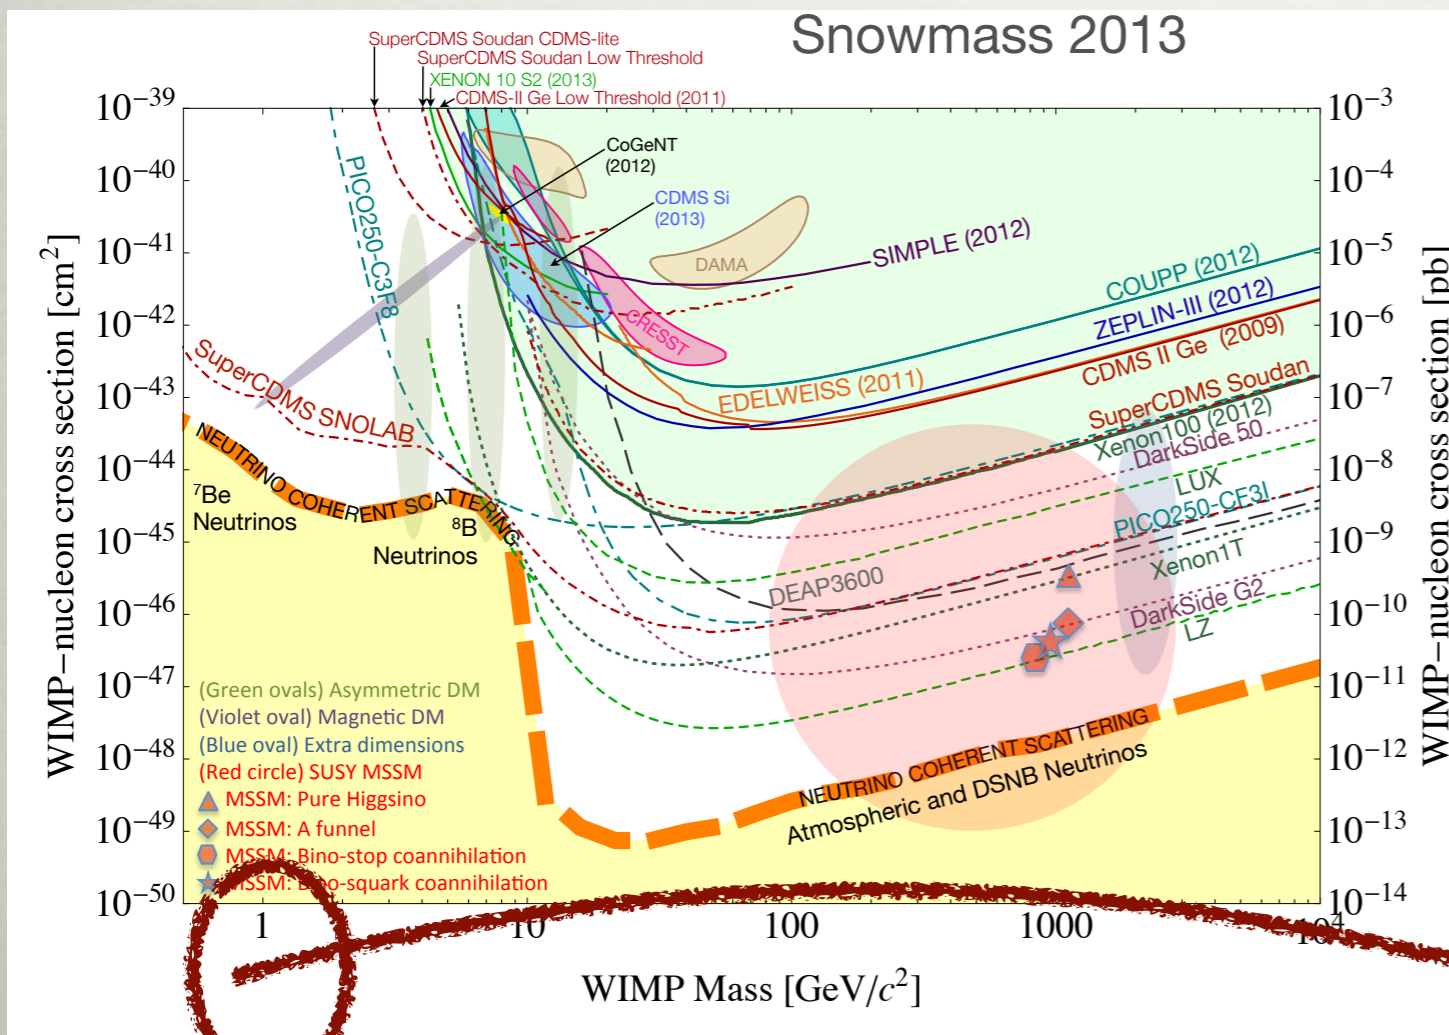 Snowmass 2013
SuperCDMS Soudan CDMS-lite
SuperCDMS Soudan Low Threshold
XENON 10 S2 (2013)
CDMS-II Ge Low Threshold (2011)
10−39
10−40
10−41
10−42
10−43
10−44
10−45
10−46
10−47
10−48
10−49
10−50
WIMP−nucleon cross section [cm2]
10−3
10−4
10−5
10−6
10−7
10−8
10−9
10−10
10−11
10−12
10−13
10−14
WIMP−nucleon cross section [pb]
CoGeNT
(2012)
CDMS Si
(2013)
PICO250-C3F8
DAMA
CRESST
SIMPLE (2012)
COUPP (2012)
ZEPLIN-III (2012)
CDMS II Ge (2009)
EDELWEISS (2011)
SuperCDMS Soudan
Xenon100 (2012)
DarkSide 50
LUX
PICO250-CF3I
Xenon1T
DEAP3600
DarkSide G2
LZ
SuperCDMS SNOLAB
NEUTRINO COHERENT SCATTERING
7Be
Neutrinos
8B
Neutrinos
NEUTRINO COHERENT SCATTERING
Atmospheric and DSNB Neutrinos
(Green ovals) Asymmetric DM
(Violet oval) Magnetic DM
(Blue oval) Extra dimensions
(Red circle) SUSY MSSM
MSSM: Pure Higgsino
MSSM: A funnel
MSSM: Bino-stop coannihilation
MSSM: Bino-squark coannihilation
1
10
100
1000
104
WIMP Mass [GeV/c2]